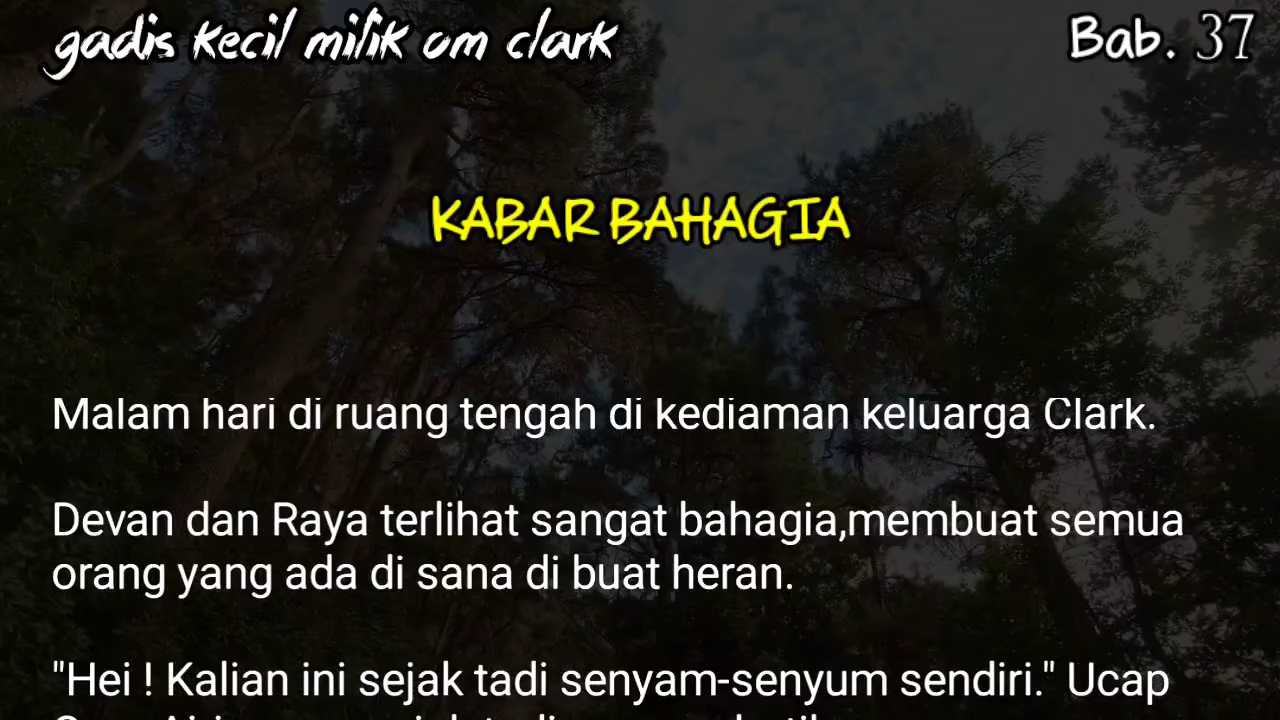 gadis kecil milik om clark
Bab. 37
KABAR BAHAGIA
Malam hari di ruang tengah di kediaman keluarga Clark.
Devan dan Raya terlihat sangat bahagia,membuat semua
orang yang ada di sana di buat heran.
"Hei ! Kalian ini sejak tadi senyam-senyum sendiri." Ucap